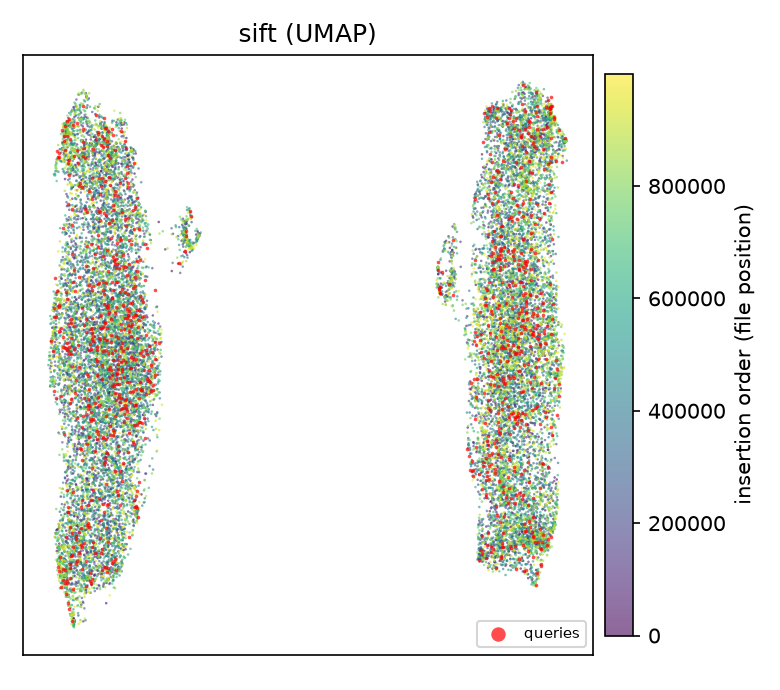 sift (UMAP)
800000
600000
400000
200000
0
insertion order (file position)
queries